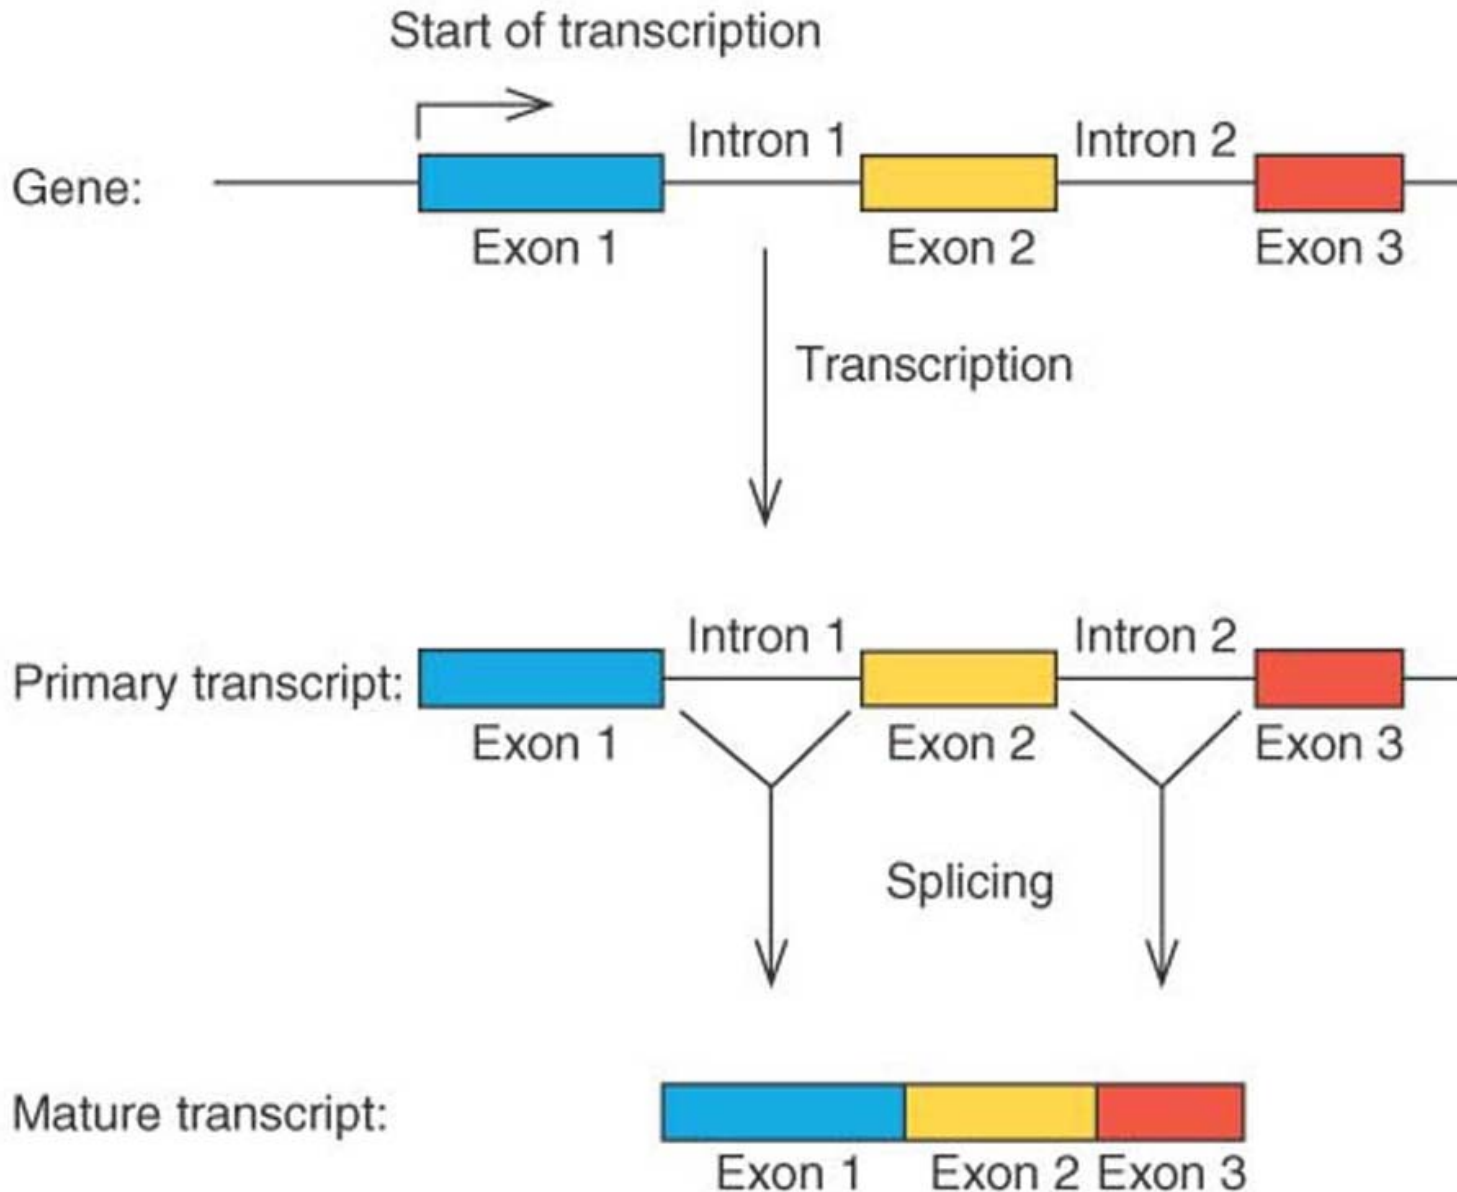 Start of transcription
Gene:
Intron 1
Intron 2
Exon 1
Exon 2
Exon 3
Transcription
Primary transcript:
Intron 1
Intron 2
Exon 1
Exon 2
Exon 3
Splicing
Mature transcript:
Exon 1
Exon 2
Exon 3